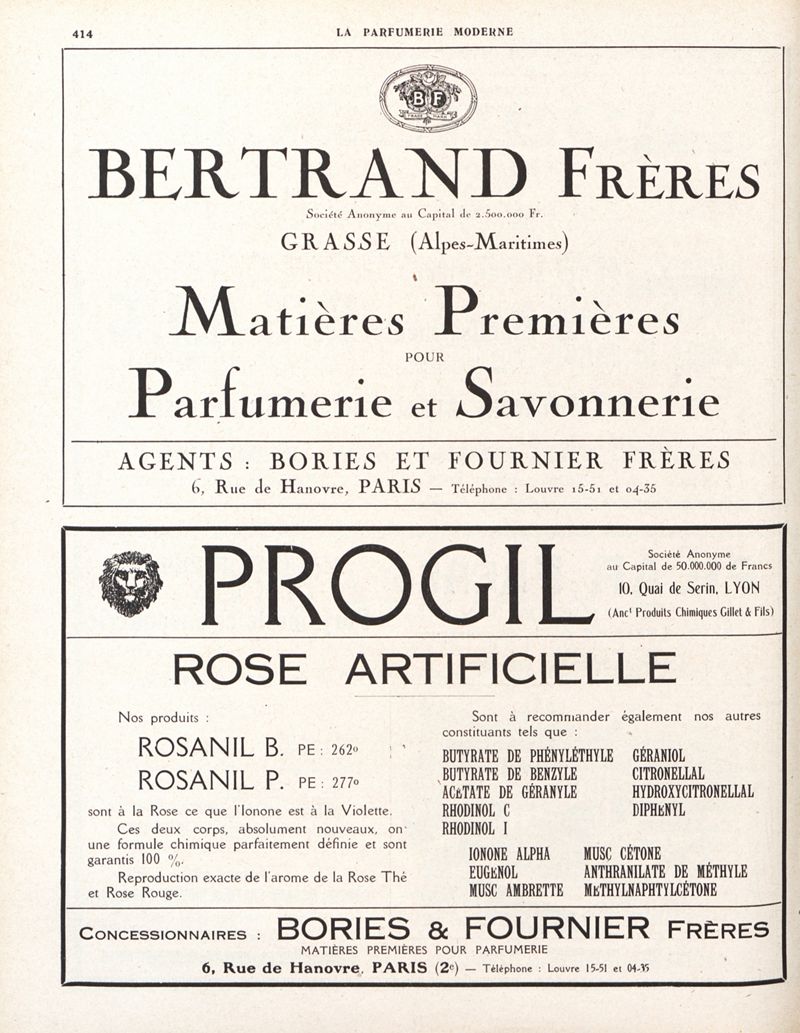 414
LA PARFUMERIE MODERNE
B F
TRADE MARK
BERTRAND FRÈRES
Société Anonyme au Capital de 2.500.000 Fr.
GRASSE (Alpes-Maritimes)
Matières Premières
POUR
Parfumerie et Savonnerie
AGENTS : BORIES ET FOURNIER FRÈRES
6, Rue de Hanovre, PARIS — Téléphone : Louvre 15-51 et 04-35
PROGIL
Société Anonyme
au Capital de 50.000.000 de Francs
10, Quai de Serin, LYON
(Anct Produits Chimiques Gillet & Fils)
ROSE ARTIFICIELLE
Nos produits :
ROSANIL B. PE : 262º
ROSANIL P. PE : 277º
sont à la Rose ce que l'Ionone est à la Violette.
Ces deux corps, absolument nouveaux, on
une formule chimique parfaitement définie et sont
garantis 100 %.
Reproduction exacte de l'arome de la Rose Thé
et Rose Rouge.
Sont à recommander également nos autres
constituants tels que :
BUTYRATE DE PHÉNYLÉTHYLE GÉRANIOL
BUTYRATE DE BENZYLE CITRONELLAL
ACÉTATE DE GÉRANYLE HYDROXYCITRONELLAL
RHODINOL C DIPHÉNYL
RHODINOL I
IONONE ALPHA MUSC CÉTONE
EUGÉNOL ANTHRANILATE DE MÉTHYLE
MUSC AMBRETTE MÉTHYLNAPHTYLCÉTONE
CONCESSIONNAIRES : BORIES & FOURNIER FRÈRES
MATIÈRES PREMIÈRES POUR PARFUMERIE
6, Rue de Hanovre, PARIS (2e) — Téléphone : Louvre 15-51 et 04-35